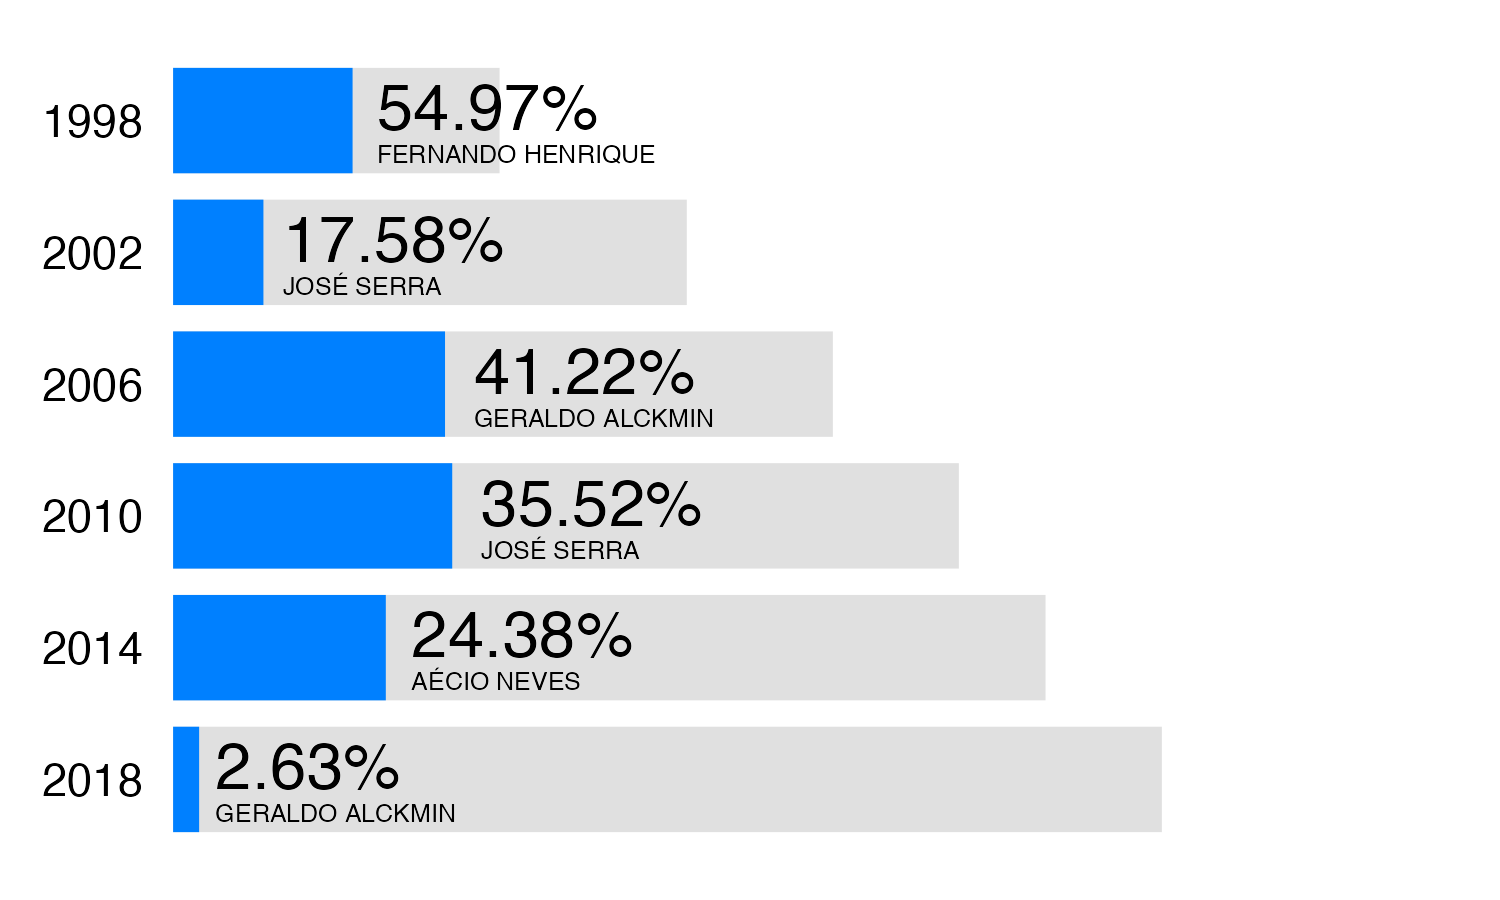 1998
54.97%
FERNANDO HENRIQUE
2002
17.58%
JOSÉ SERRA
2006
41.22%
GERALDO ALCKMIN
2010
35.52%
JOSÉ SERRA
2014
24.38%
AÉCIO NEVES
2018
2.63%
GERALDO ALCKMIN